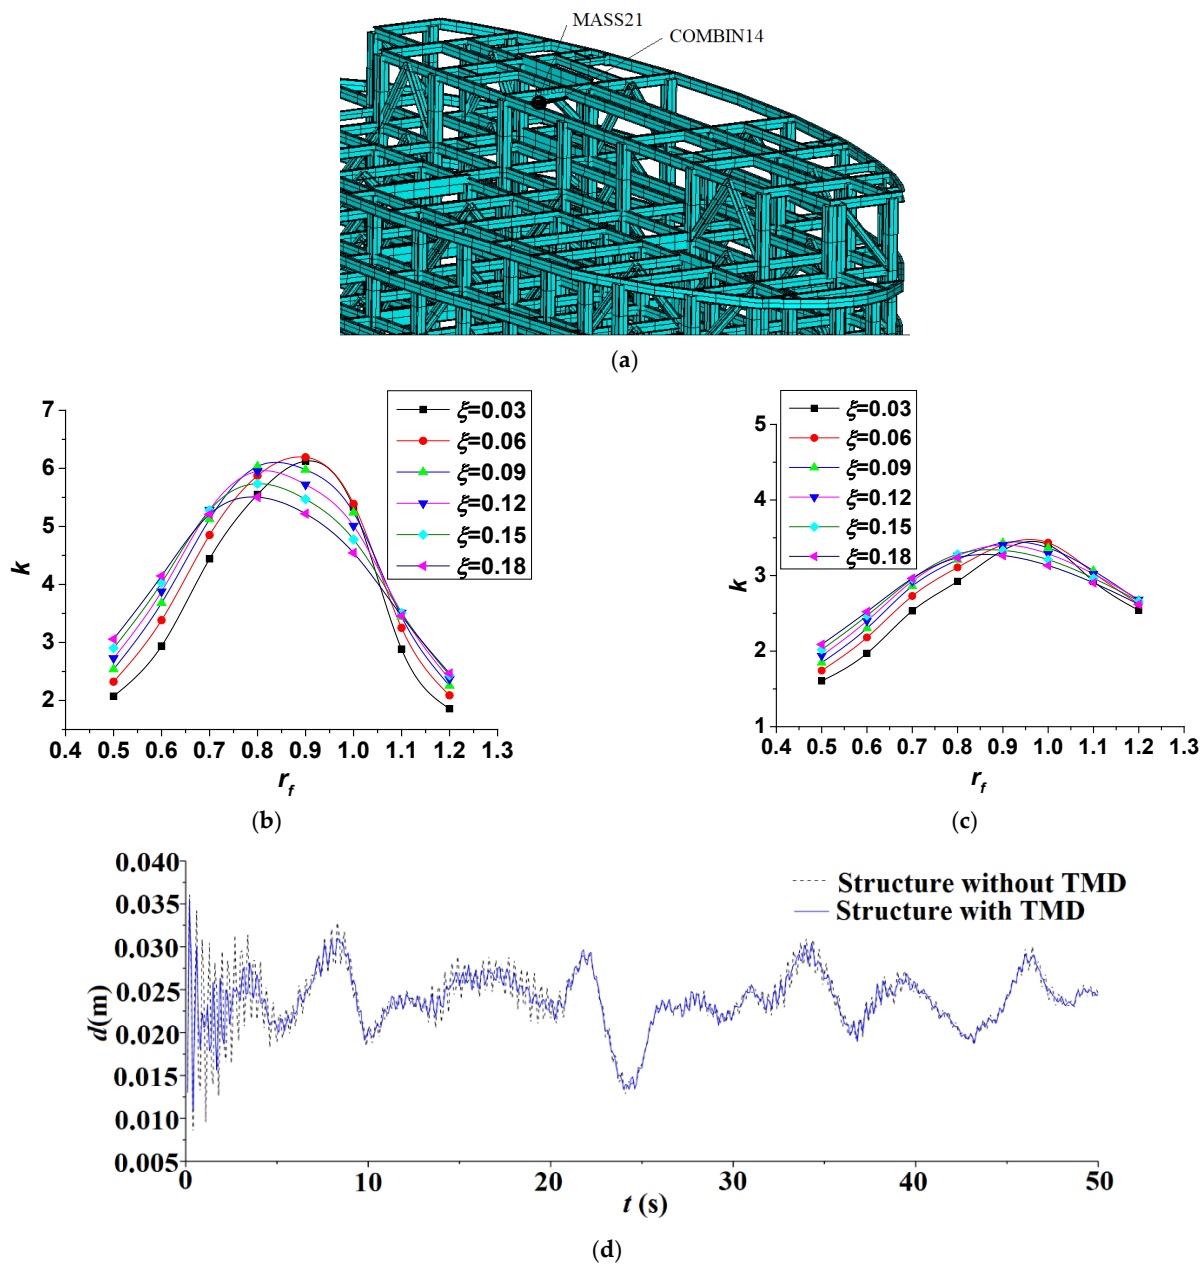 MASS21
COMBIN14
(a)
7
6
5
4
3
2
k
ξ=0.03
ξ=0.06
ξ=0.09
ξ=0.12
ξ=0.15
ξ=0.18
0.4 0.5 0.6 0.7 0.8 0.9 1.0 1.1 1.2 1.3
r_f
(b)
5
4
3
2
1
k
ξ=0.03
ξ=0.06
ξ=0.09
ξ=0.12
ξ=0.15
ξ=0.18
0.4 0.5 0.6 0.7 0.8 0.9 1.0 1.1 1.2 1.3
r_f
(c)
0.040
0.035
0.030
0.025
0.020
0.015
0.010
0.005
d(m)
Structure without TMD
Structure with TMD
0 10 20 30 40 50
t (s)
(d)